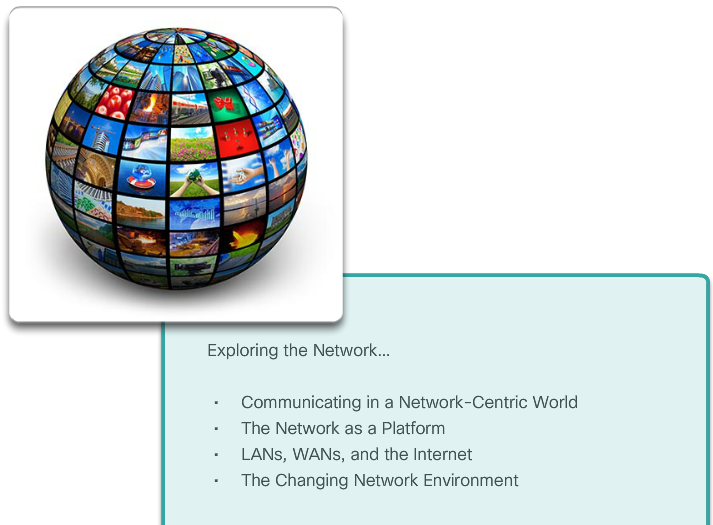 Exploring the Network...
· Communicating in a Network-Centric World
· The Network as a Platform
· LANs, WANs, and the Internet
· The Changing Network Environment